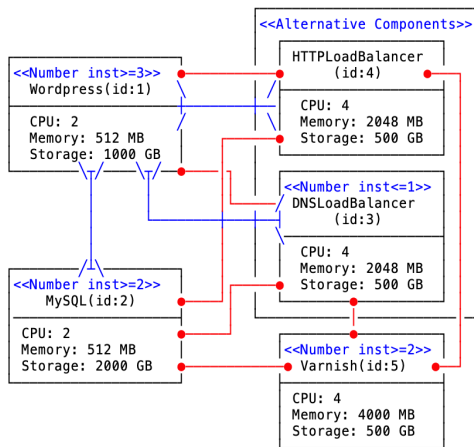 <<Alternative Components>>
<<Number inst>=3>>
Wordpress(id:1)
CPU: 2
Memory: 512 MB
Storage: 1000 GB
HTTPLoadBalancer
(id:4)
CPU: 4
Memory: 2048 MB
Storage: 500 GB
<<Number inst<=1>>
DNSLoadBalancer
(id:3)
CPU: 4
Memory: 2048 MB
Storage: 500 GB
<<Number inst>=2>>
MySQL(id:2)
CPU: 2
Memory: 512 MB
Storage: 2000 GB
<<Number inst>=2>>
Varnish(id:5)
CPU: 4
Memory: 4000 MB
Storage: 500 GB